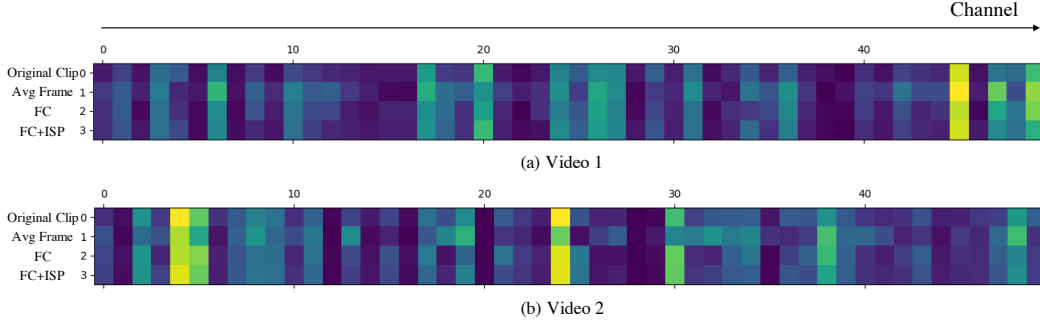 Channel
0 10 20 30 40
Original Clip 0
Avg Frame 1
FC 2
FC+ISP 3
(a) Video 1
0 10 20 30 40
Original Clip 0
Avg Frame 1
FC 2
FC+ISP 3
(b) Video 2